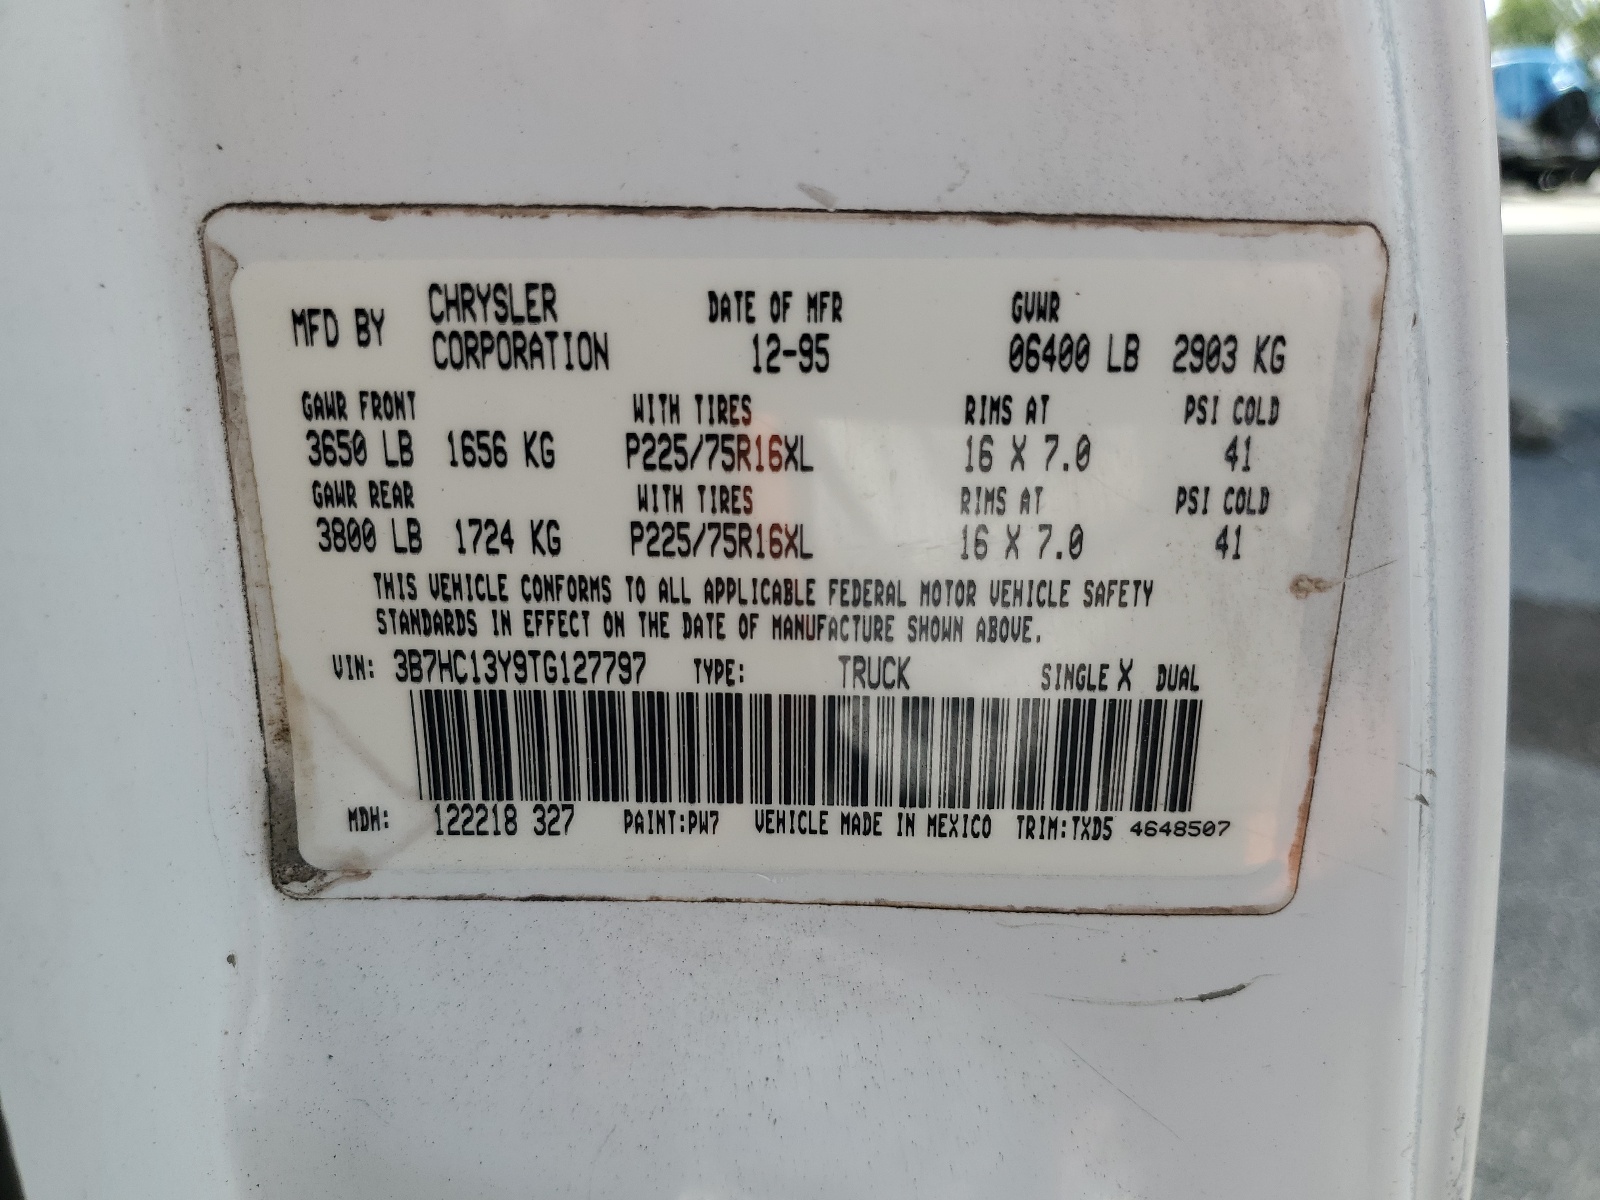 MFD BY CHRYSLER CORPORATION DATE OF MFR 12-95 GVWR 06400 LB 2903 KG
GAWR FRONT WITH TIRES RIMS AT PSI COLD
3650 LB 1656 KG P225/75R16XL 16 X 7.0 41
GAWR REAR WITH TIRES RIMS AT PSI COLD
3800 LB 1724 KG P225/75R16XL 16 X 7.0 41
THIS VEHICLE CONFORMS TO ALL APPLICABLE FEDERAL MOTOR VEHICLE SAFETY
STANDARDS IN EFFECT ON THE DATE OF MANUFACTURE SHOWN ABOVE.
VIN: 3B7HC13Y9TG127797 TYPE: TRUCK SINGLE X DUAL
MDH: 122218 327 PAINT:PW7 VEHICLE MADE IN MEXICO TRIM:TXD5 4648507